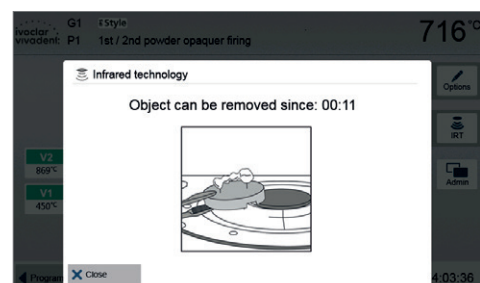 ivoclar
vivadent: P1
G1 IPS Style
1st / 2nd powder opaquer firing
716°C
Infrared technology
Object can be removed since: 00:11
Options
IRT
Admin
V2
869°C
V1
450°C
Close
Program
4:03:36